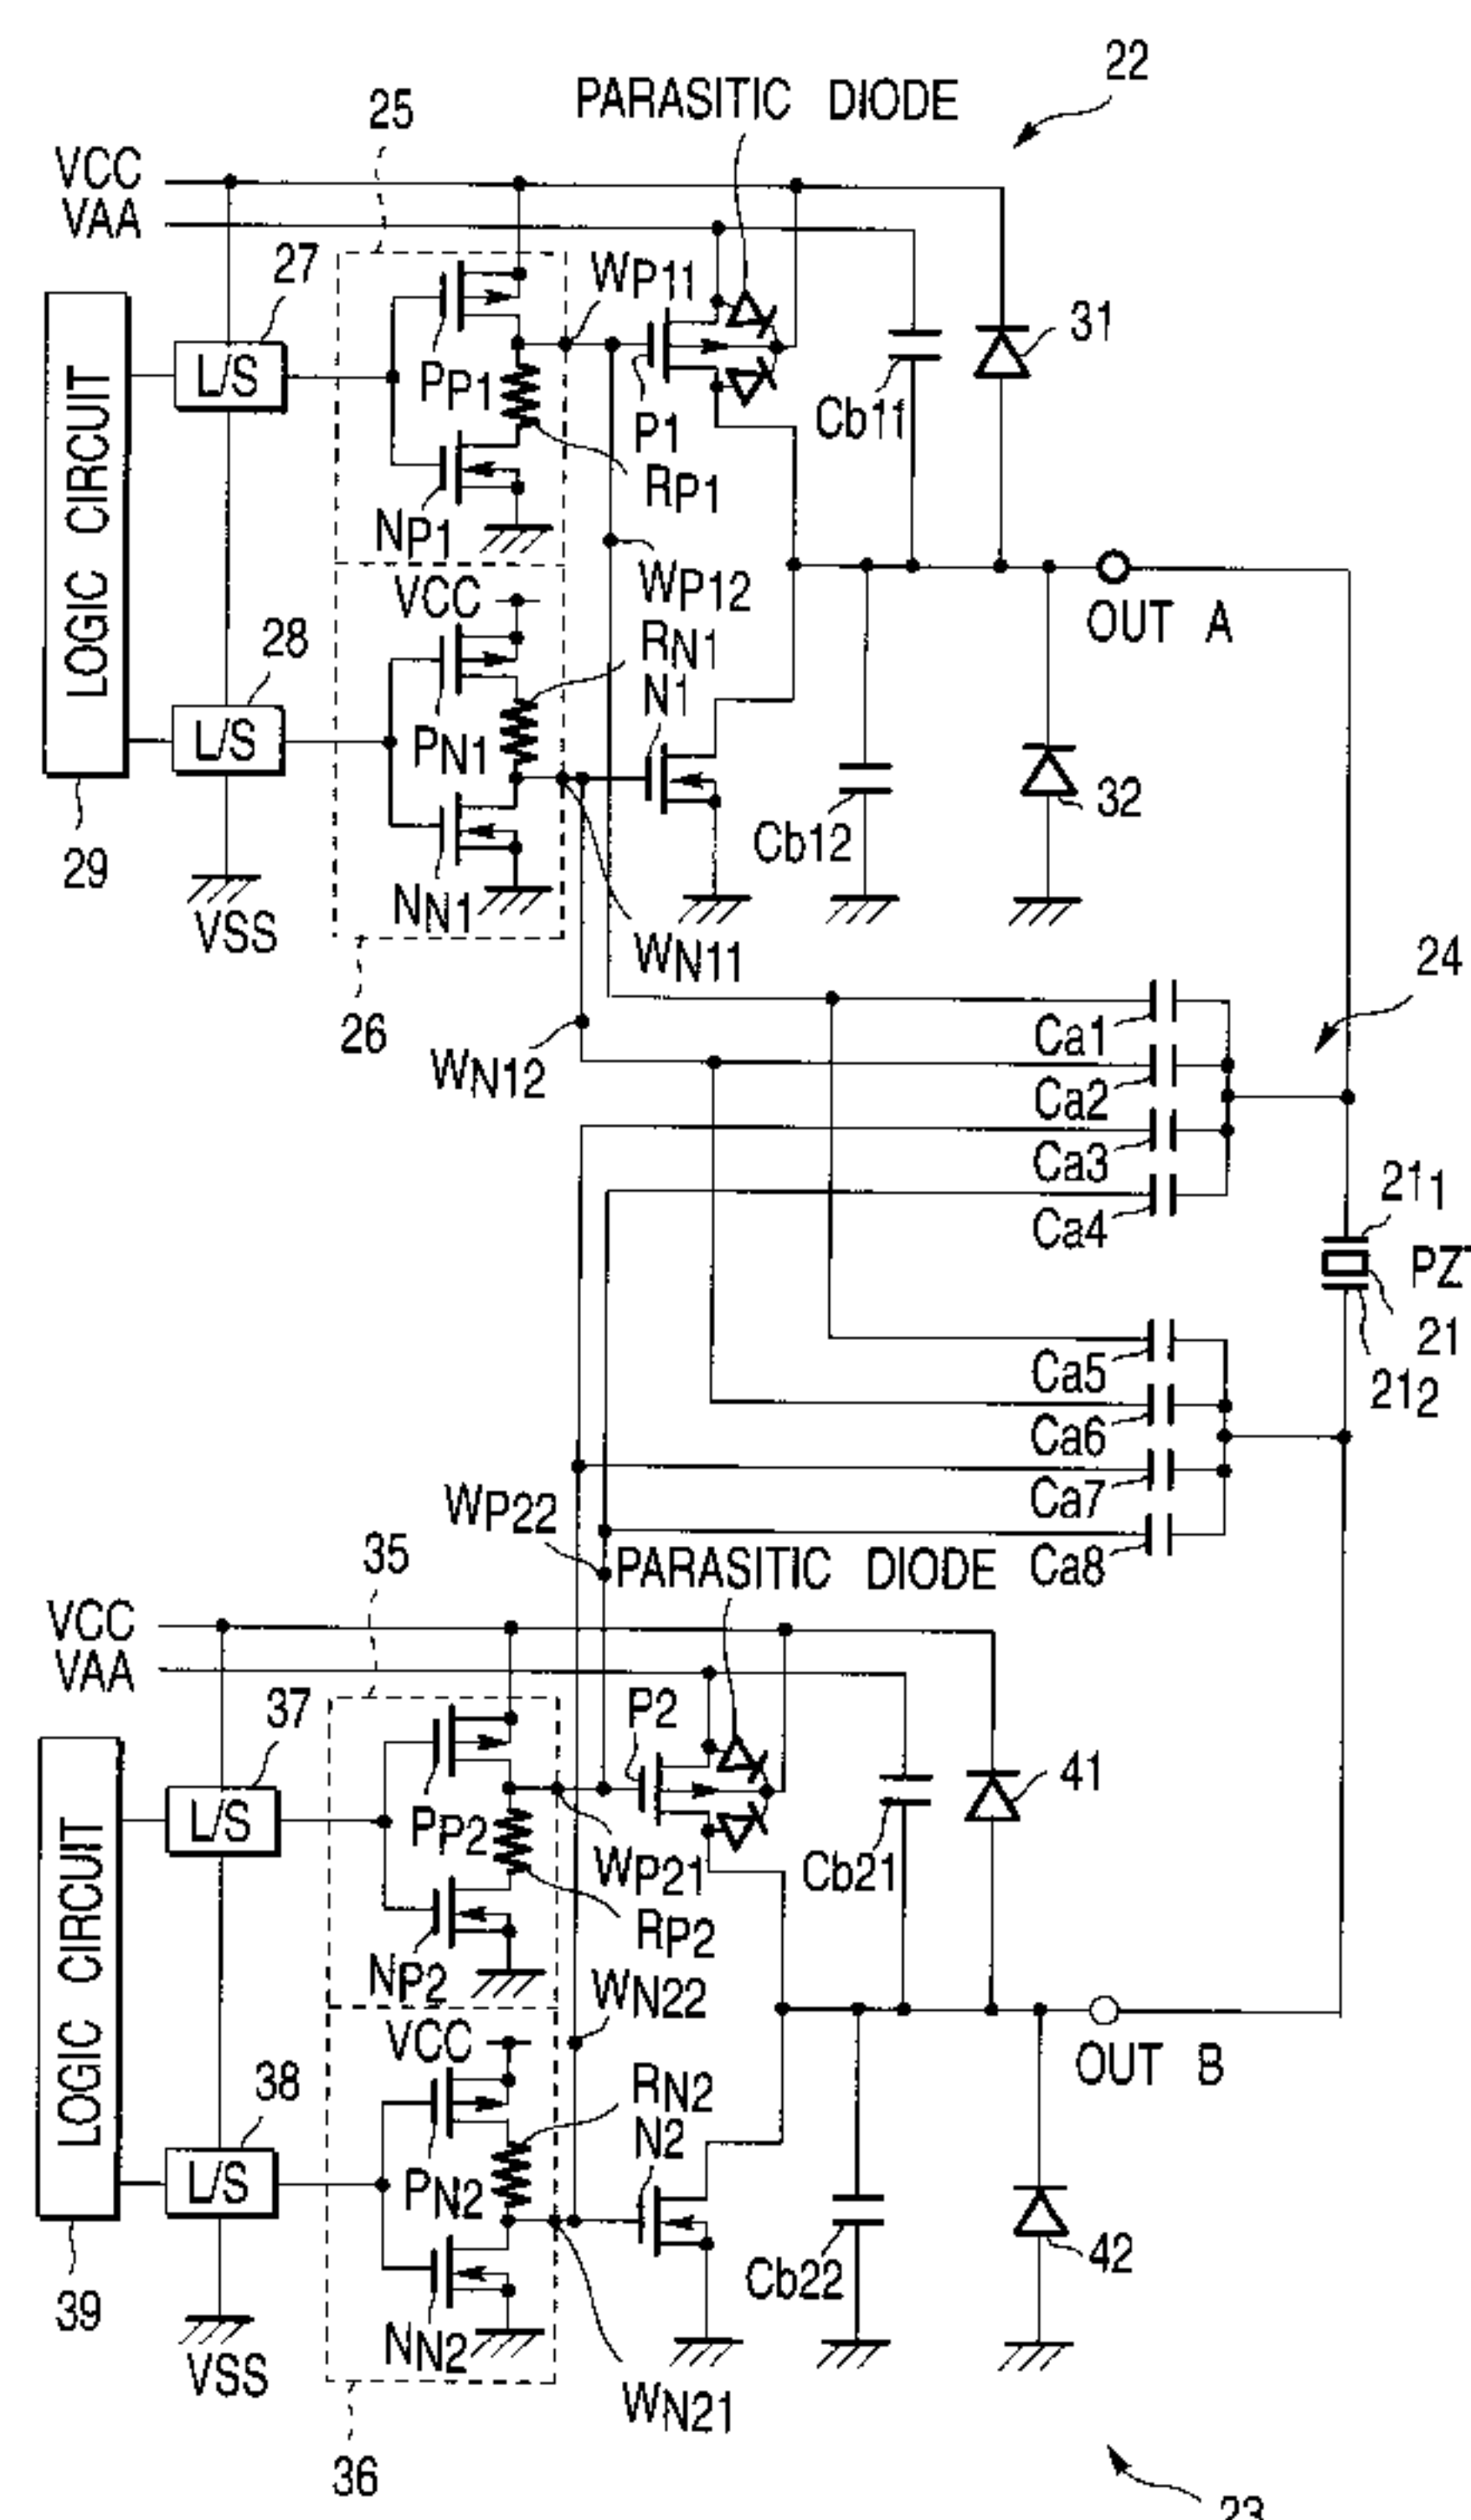 22
PARASITIC DIODE
25
VCC
VAA
27
WP11
31
L/S
PP1
P1
Cb11
RP1
LOGIC CIRCUIT
NP1
WP12
VCC
OUT A
28
RN1
N1
L/S
PN1
32
Cb12
29
NN1
VSS
WN11
24
26
Ca1
WN12
Ca2
Ca3
211
Ca4
PZT
21
Ca5
212
Ca6
Ca7
WP22
35
PARASITIC DIODE
Ca8
VCC
VAA
37
P2
41
L/S
PP2
WP21
Cb21
RP2
LOGIC CIRCUIT
NP2
WN22
VCC
OUT B
38
RN2
N2
L/S
PN2
42
Cb22
39
NN2
VSS
WN21
36
23